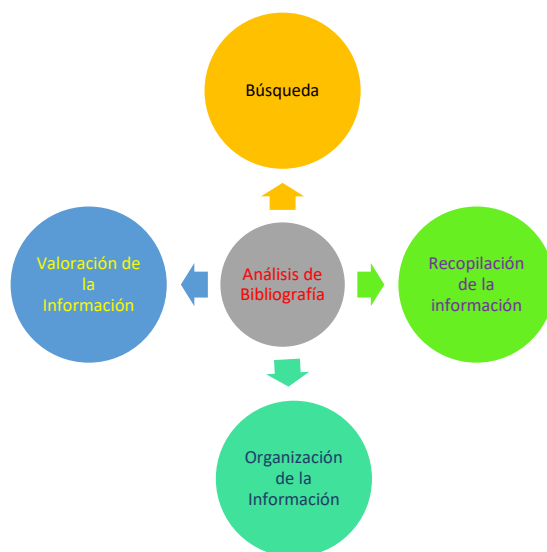 Búsqueda
Valoración de
la
Información
Análisis de
Bibliografía
Recopilación
de la
información
Organización
de la
Información